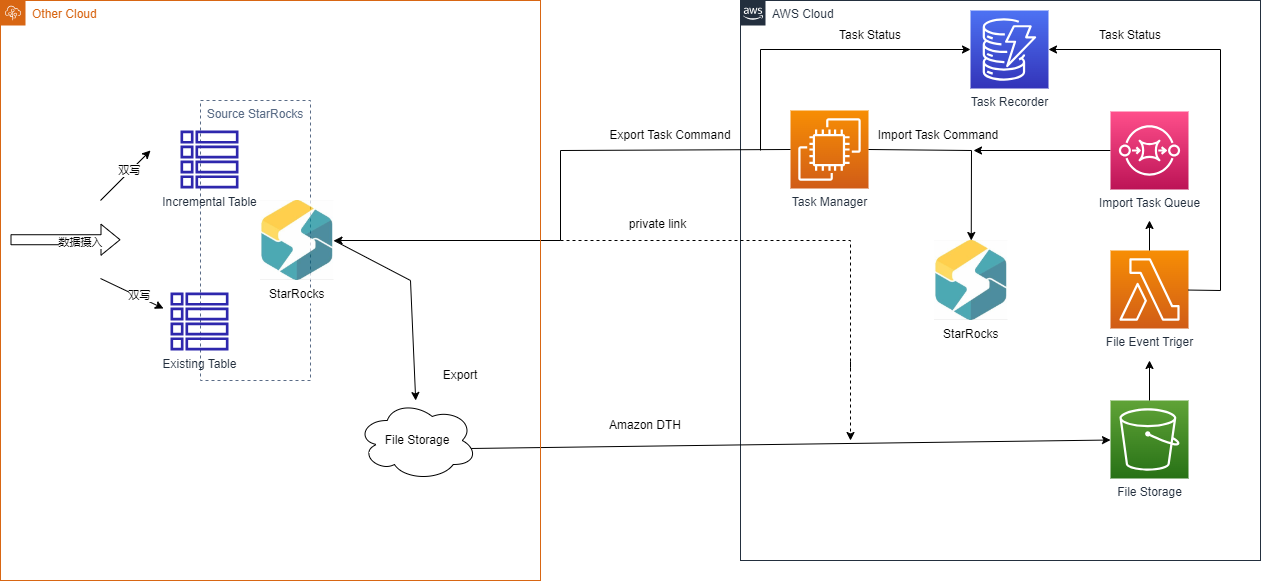 Other Cloud
aws
AWS Cloud
Task Status
Task Status
Task Recorder
Source StarRocks
Export Task Command
Import Task Command
双写
Incremental Table
Task Manager
Import Task Queue
private link
数据摄入
StarRocks
双写
StarRocks
File Event Triger
Existing Table
Export
Amazon DTH
File Storage
File Storage